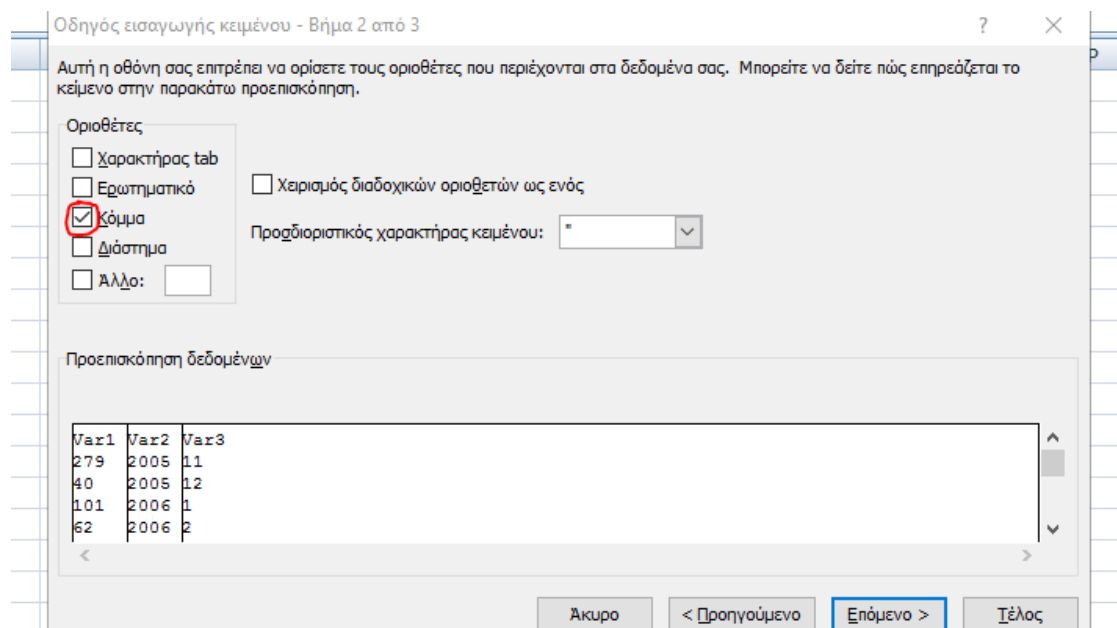 Οδηγός εισαγωγής κειμένου - Βήμα 2 από 3 ?
P
Αυτή η οθόνη σας επιτρέπει να ορίσετε τους οριοθέτες που περιέχονται στα δεδομένα σας. Μπορείτε να δείτε πώς επηρεάζεται το
κείμενο στην παρακάτω προεπισκόπηση.
Οριοθέτες
Χαρακτήρας tab
Ερωτηματικό
Κόμμα
Διάστημα
Άλλο:
Χειρισμός διαδοχικών οριοθετών ως ενός
Προσδιοριστικός χαρακτήρας κειμένου: "
Προεπισκόπηση δεδομένων
Var1 Var2 Var3
279 2005 11
40 2005 12
101 2006 1
62 2006 2
Άκυρο < Προηγούμενο Επόμενο > Τέλος